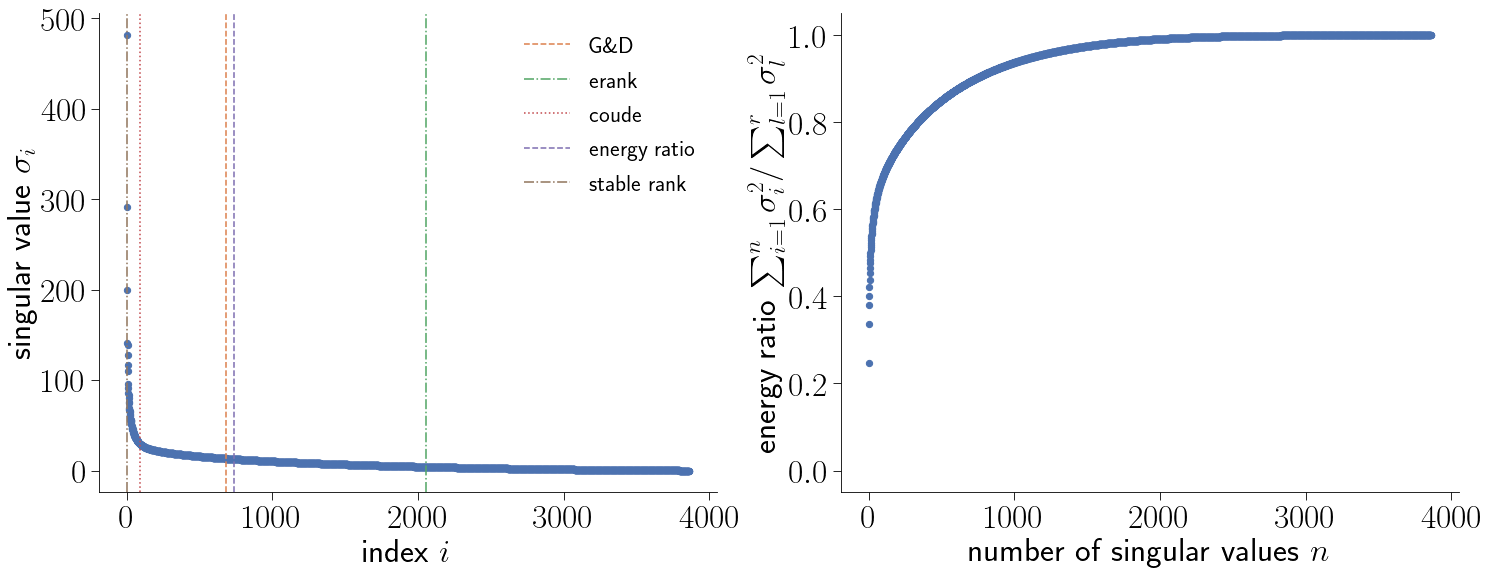 500
400
300
200
100
0
singular value σ_i
0 1000 2000 3000 4000
index i
G&D
erank
coude
energy ratio
stable rank
1.0
0.8
0.6
0.4
0.2
0.0
energy ratio ∑_{i=1}^{n} σ_i^2 / ∑_{l=1}^{r} σ_l^2
0 1000 2000 3000 4000
number of singular values n